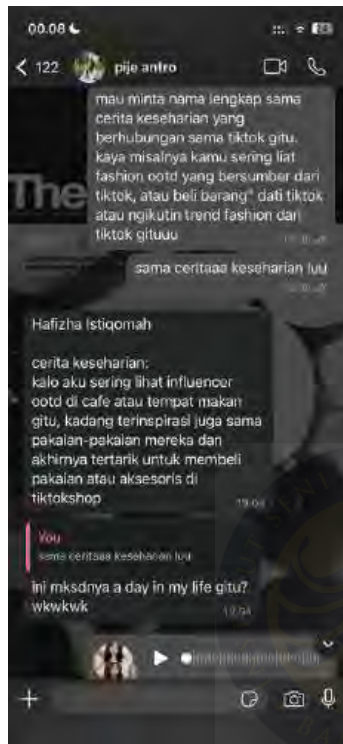 00.08
122 pije antro
mau minta nama lengkap sama
cerita keseharian yang
berhubungan sama tiktok gitu.
kaya misalnya kamu sering liat
fashion ootd yang bersumber dari
tiktok, atau beli barang" dati tiktok
atau ngikutin trend fashion dari
tiktok gituuu
The
sama ceritaaa keseharian luu
Hafizha Istiqomah
cerita keseharian:
kalo aku sering lihat influencer
ootd di cafe atau tempat makan
gitu, kadang terinspirasi juga sama
pakaian-pakaian mereka dan
akhirnya tertarik untuk membeli
pakaian atau aksesoris di
tiktokshop
19.04
You
sama ceritaaa keseharian luu
ini mksdnya a day in my life gitu?
wkwkwk
19.04